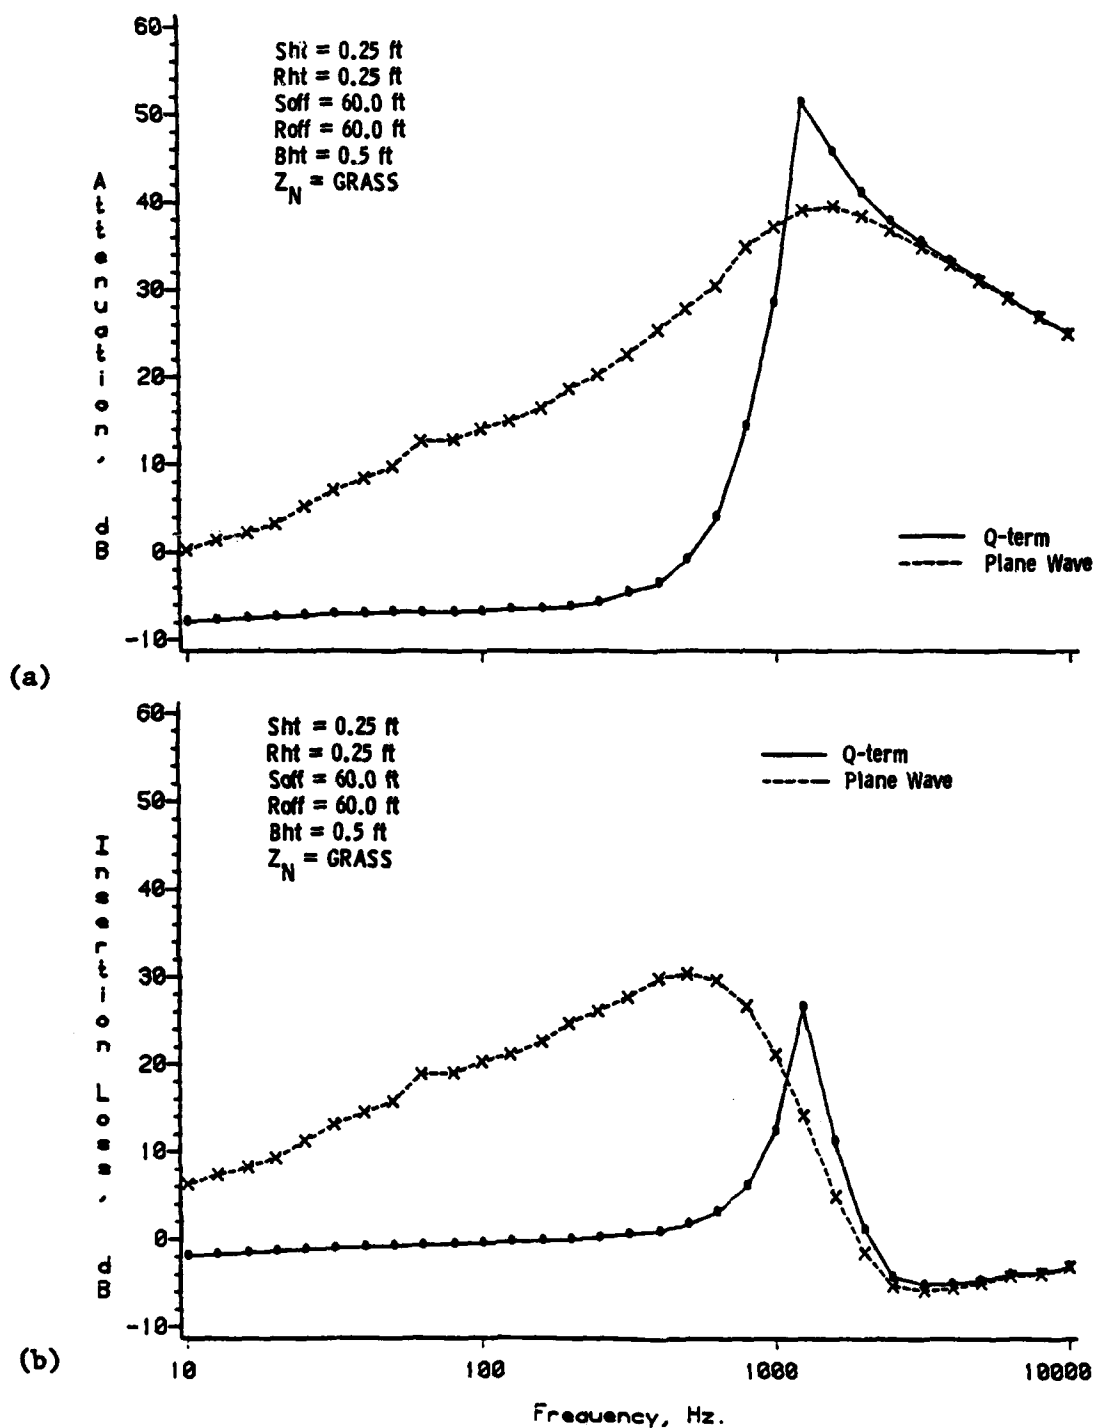 60
50
40
30
20
10
0
-10
Attenuation, dB
Sht = 0.25 ft
Rht = 0.25 ft
Soff = 60.0 ft
Roff = 60.0 ft
Bht = 0.5 ft
Z_N = GRASS
Q-term
Plane Wave
(a)
60
50
40
30
20
10
0
-10
Insertion Loss, dB
Sht = 0.25 ft
Rht = 0.25 ft
Soff = 60.0 ft
Roff = 60.0 ft
Bht = 0.5 ft
Z_N = GRASS
Q-term
Plane Wave
(b)
10 100 1000 10000
Frequency, Hz.